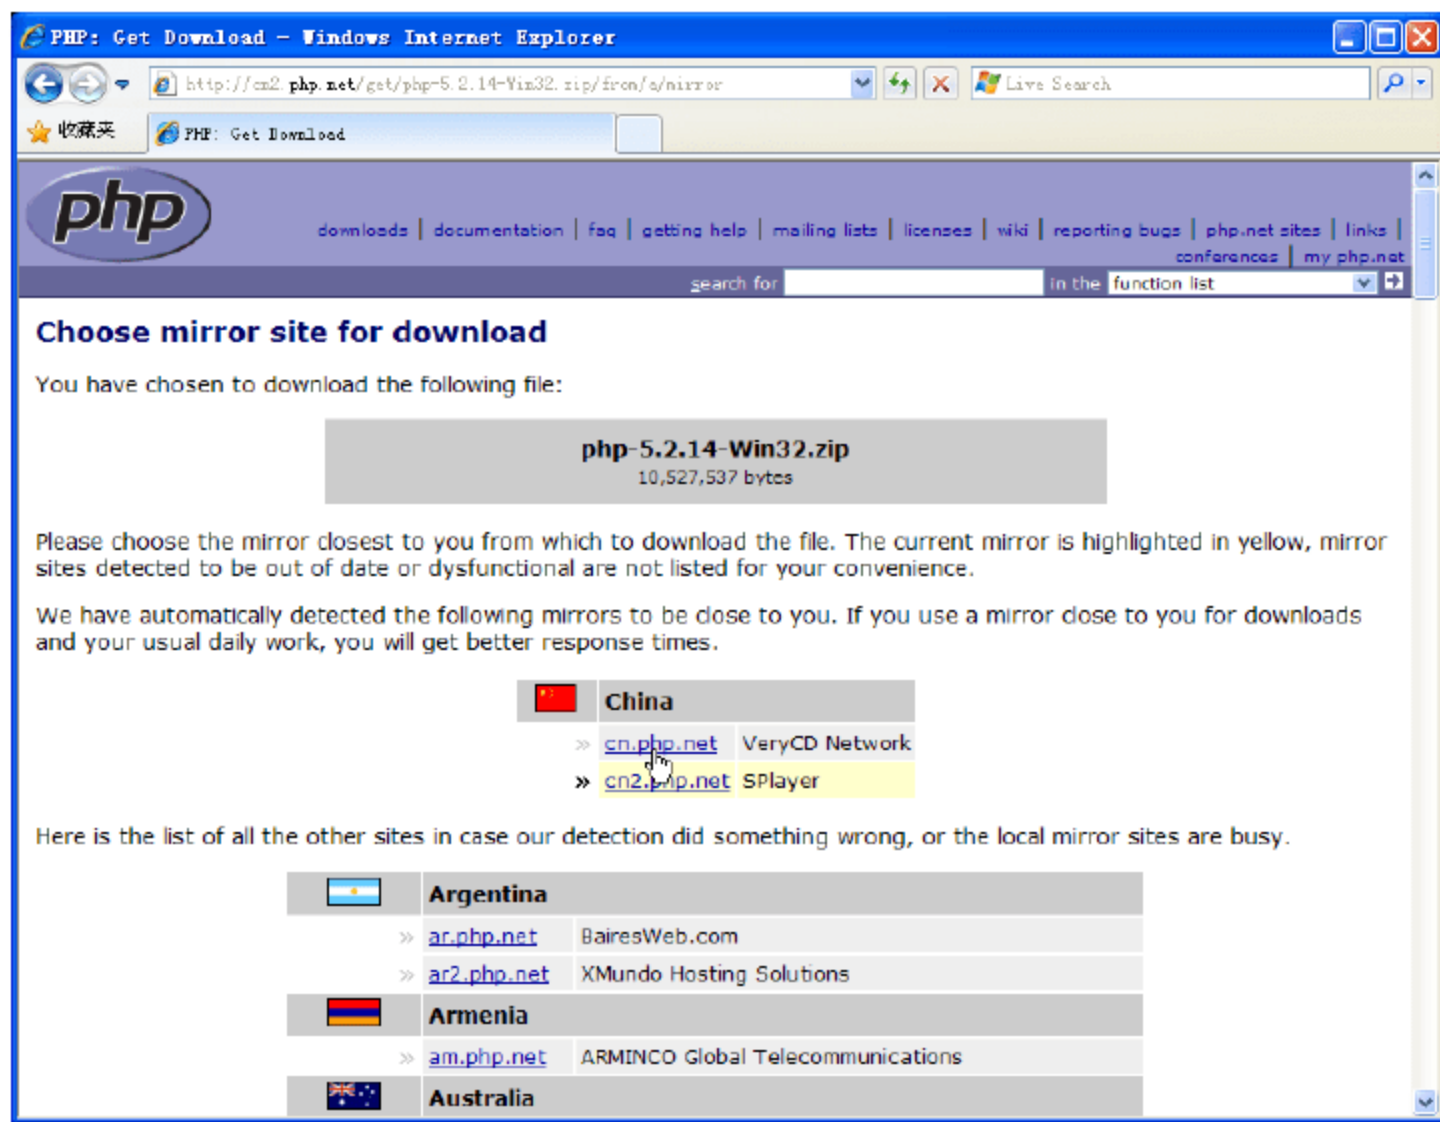 PHP: Get Download - Windows Internet Explorer
http://cn2.php.net/get/php-5.2.14-Win32.zip/from/a/mirror
Live Search
收藏夹
PHP: Get Download
php
downloads | documentation | faq | getting help | mailing lists | licenses | wiki | reporting bugs | php.net sites | links |
conferences | my php.net
search for
in the
function list
Choose mirror site for download
You have chosen to download the following file:
php-5.2.14-Win32.zip
10,527,537 bytes
Please choose the mirror closest to you from which to download the file. The current mirror is highlighted in yellow, mirror
sites detected to be out of date or dysfunctional are not listed for your convenience.
We have automatically detected the following mirrors to be close to you. If you use a mirror close to you for downloads
and your usual daily work, you will get better response times.
China
» cn.php.net VeryCD Network
» cn2.php.net SPlayer
Here is the list of all the other sites in case our detection did something wrong, or the local mirror sites are busy.
Argentina
» ar.php.net BairesWeb.com
» ar2.php.net XMundo Hosting Solutions
Armenia
» am.php.net ARMINCO Global Telecommunications
Australia